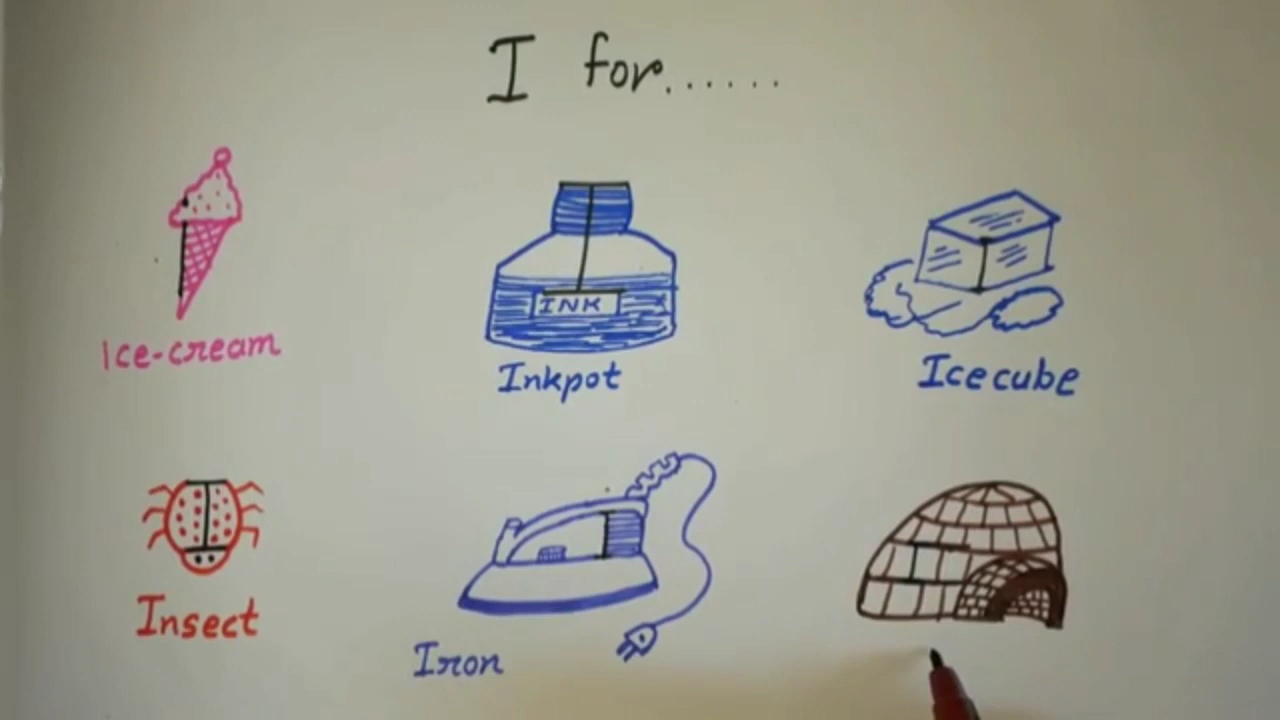 I for......
Ice-cream
INK
Inkpot
Icecube
Insect
Iron